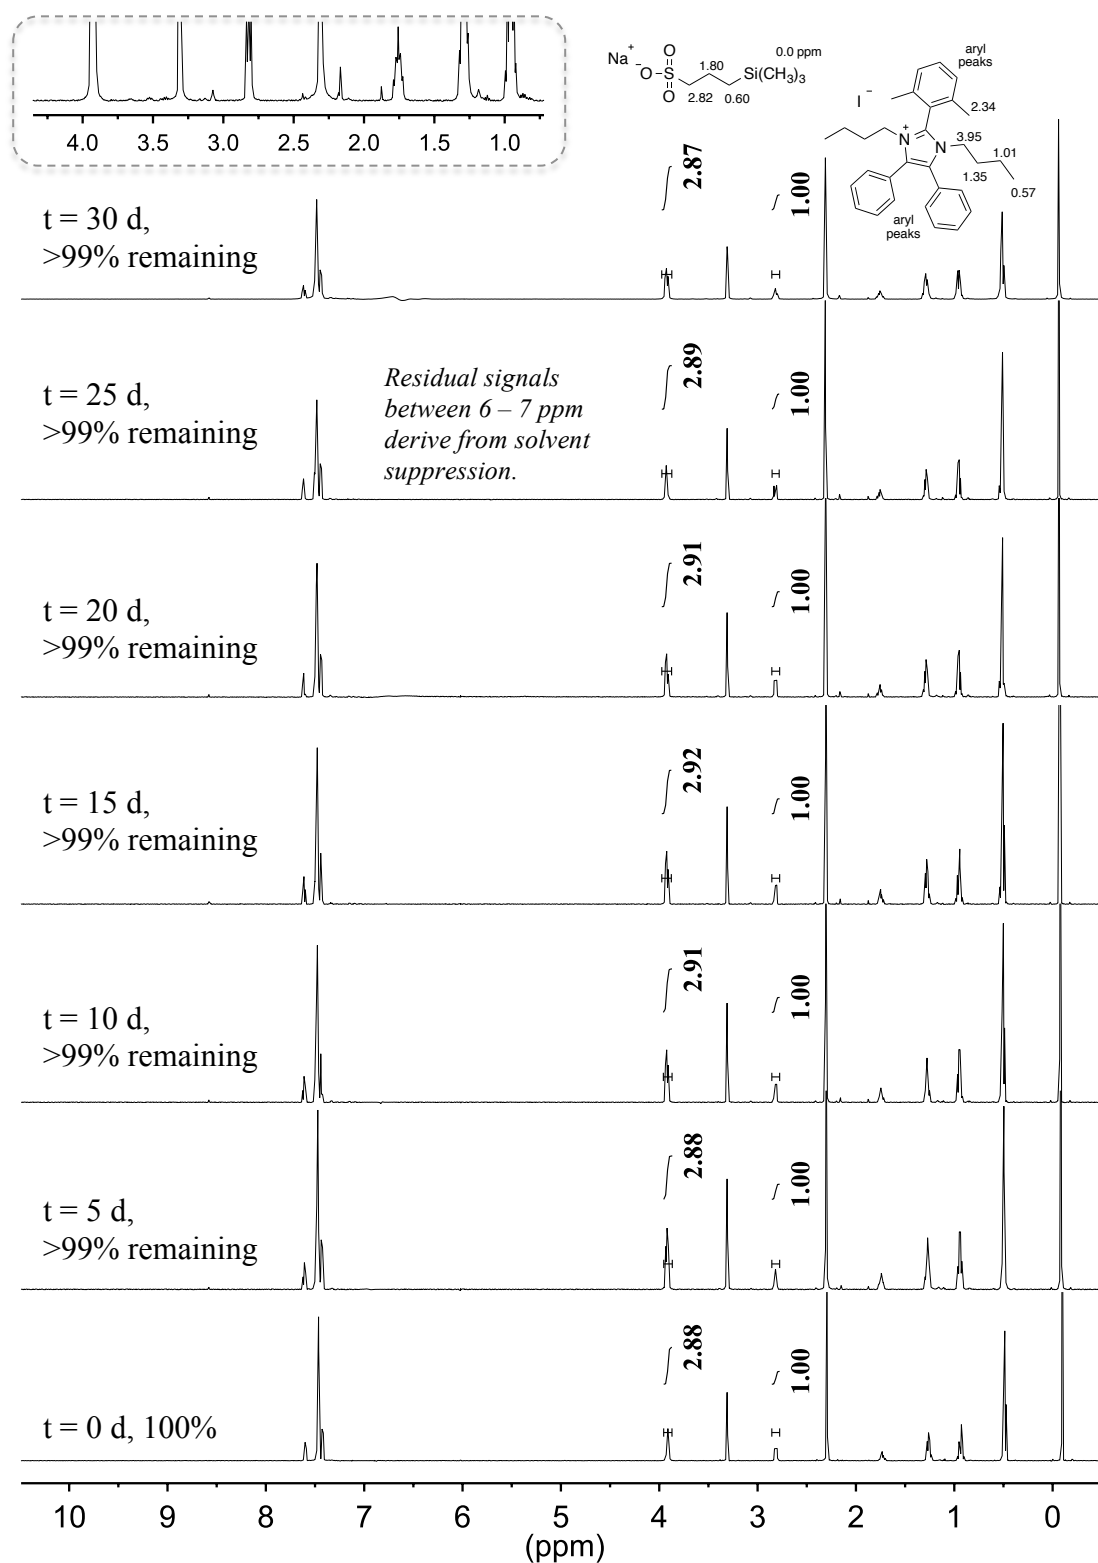 4.0 3.5 3.0 2.5 2.0 1.5 1.0
Na+
-O
S
O
O
1.80
2.82
0.60
0.0 ppm
Si(CH3)3
aryl
peaks
I-
2.34
N+
N
3.95
1.01
1.35
0.57
aryl
peaks
t = 30 d,
>99% remaining
2.87
1.00
t = 25 d,
>99% remaining
Residual signals
between 6 – 7 ppm
derive from solvent
suppression.
2.89
1.00
t = 20 d,
>99% remaining
2.91
1.00
t = 15 d,
>99% remaining
2.92
1.00
t = 10 d,
>99% remaining
2.91
1.00
t = 5 d,
>99% remaining
2.88
1.00
t = 0 d, 100%
2.88
1.00
10 9 8 7 6 5 4 3 2 1 0
(ppm)